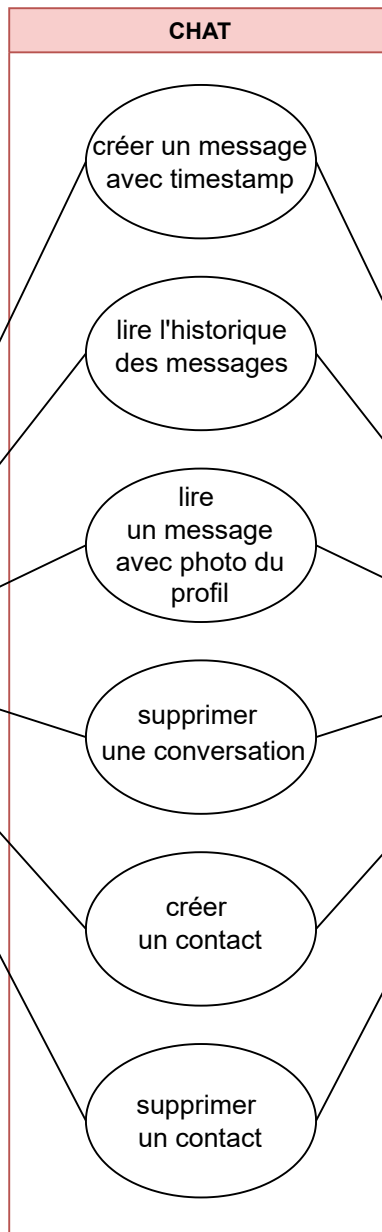 CHAT
créer un message
avec timestamp
lire l'historique
des messages
lire
un message
avec photo du
profil
supprimer
une conversation
créer
un contact
supprimer
un contact